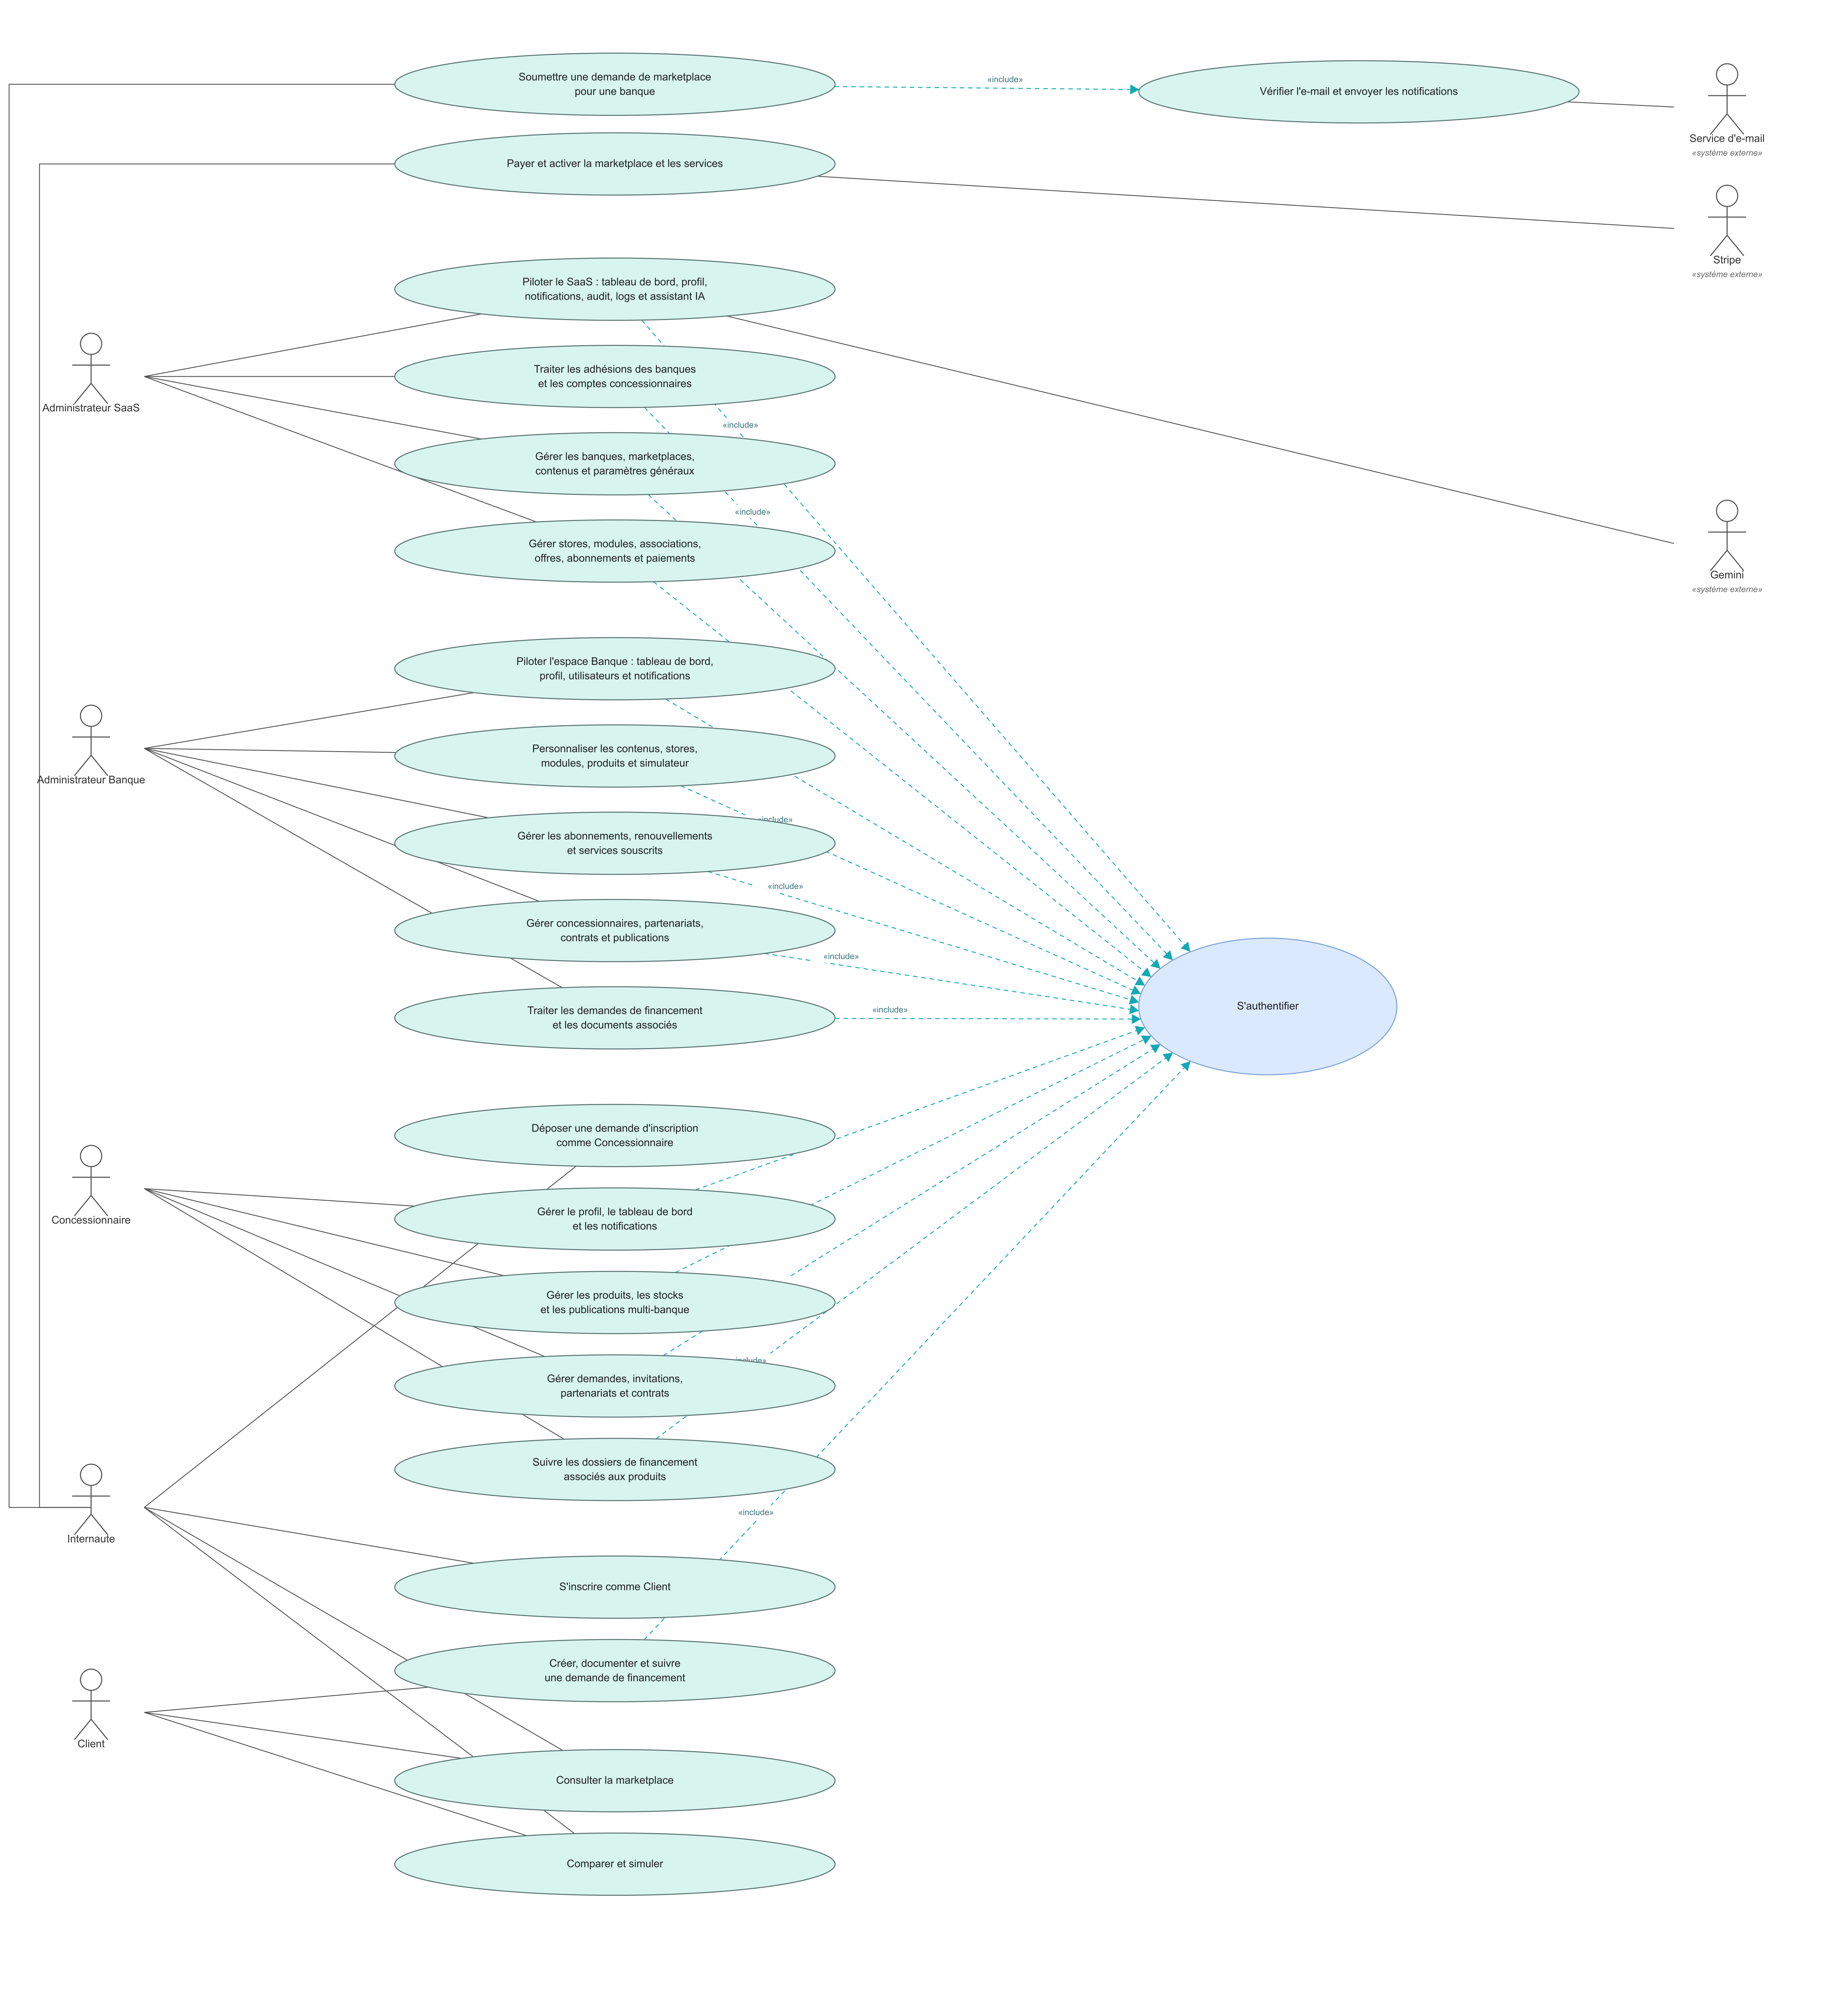 Soumettre une demande de marketplace
pour une banque
«include»
Vérifier l'e-mail et envoyer les notifications
Service d'e-mail
«système externe»
Payer et activer la marketplace et les services
Stripe
«système externe»
Piloter le SaaS : tableau de bord, profil,
notifications, audit, logs et assistant IA
Administrateur SaaS
Traiter les adhésions des banques
et les comptes concessionnaires
«include»
Gérer les banques, marketplaces,
contenus et paramètres généraux
«include»
Gérer stores, modules, associations,
offres, abonnements et paiements
Gemini
«système externe»
Piloter l'espace Banque : tableau de bord,
profil, utilisateurs et notifications
Administrateur Banque
Personnaliser les contenus, stores,
modules, produits et simulateur
«include»
Gérer les abonnements, renouvellements
et services souscrits
«include»
Gérer concessionnaires, partenariats,
contrats et publications
«include»
Traiter les demandes de financement
et les documents associés
«include»
S'authentifier
Déposer une demande d'inscription
comme Concessionnaire
Concessionnaire
Gérer le profil, le tableau de bord
et les notifications
Gérer les produits, les stocks
et les publications multi-banque
«include»
Gérer demandes, invitations,
partenariats et contrats
Suivre les dossiers de financement
associés aux produits
Internaute
«include»
S'inscrire comme Client
Créer, documenter et suivre
une demande de financement
Client
Consulter la marketplace
Comparer et simuler